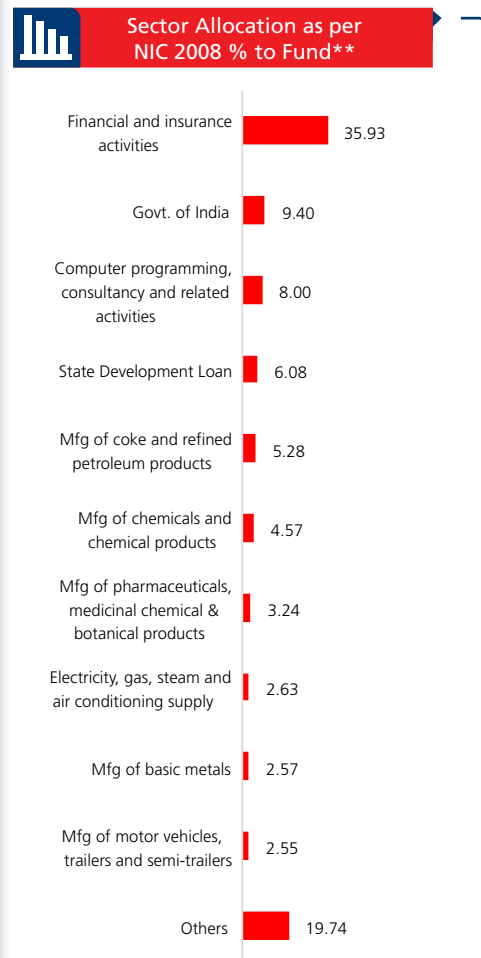 Sector Allocation as per
NIC 2008 % to Fund**
Financial and insurance
activities
35.93
Govt. of India
9.40
Computer programming,
consultancy and related
activities
8.00
State Development Loan
6.08
Mfg of coke and refined
petroleum products
5.28
Mfg of chemicals and
chemical products
4.57
Mfg of pharmaceuticals,
medicinal chemical &
botanical products
3.24
Electricity, gas, steam and
air conditioning supply
2.63
Mfg of basic metals
2.57
Mfg of motor vehicles,
trailers and semi-trailers
2.55
Others
19.74